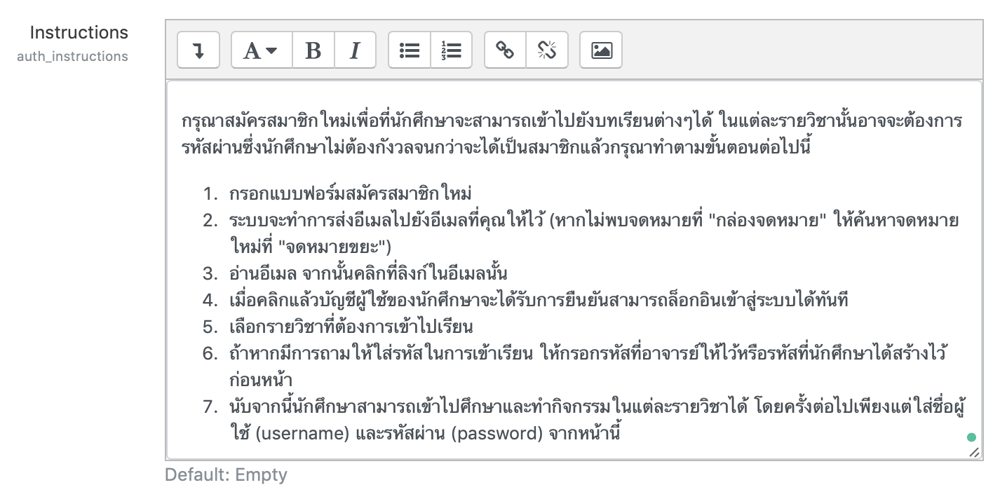 Instructions
auth_instructions
A B I
กรุณาสมัครสมาชิกใหม่เพื่อที่นักศึกษาจะสามารถเข้าไปยังบทเรียนต่างๆได้ ในแต่ละรายวิชานั้นอาจจะต้องการ
รหัสผ่านซึ่งนักศึกษาไม่ต้องกังวลจนกว่าจะได้เป็นสมาชิกแล้วกรุณาทำตามขั้นตอนต่อไปนี้
1. กรอกแบบฟอร์มสมัครสมาชิกใหม่
2. ระบบจะทำการส่งอีเมลไปยังอีเมลที่คุณให้ไว้ (หากไม่พบจดหมายที่ "กล่องจดหมาย" ให้ค้นหาจดหมาย
ใหม่ที่ "จดหมายขยะ")
3. อ่านอีเมล จากนั้นคลิกที่ลิงก์ในอีเมลนั้น
4. เมื่อคลิกแล้วบัญชีผู้ใช้ของนักศึกษาจะได้รับการยืนยันสามารถล็อกอินเข้าสู่ระบบได้ทันที
5. เลือกรายวิชาที่ต้องการเข้าไปเรียน
6. ถ้าหากมีการถามให้ใส่รหัสในการเข้าเรียน ให้กรอกรหัสที่อาจารย์ให้ไว้หรือรหัสที่นักศึกษาได้สร้างไว้
ก่อนหน้า
7. นับจากนี้นักศึกษาสามารถเข้าไปศึกษาและทำกิจกรรมในแต่ละรายวิชาได้ โดยครั้งต่อไปเพียงแต่ใส่ชื่อผู้
ใช้ (username) และรหัสผ่าน (password) จากหน้านี้
Default: Empty